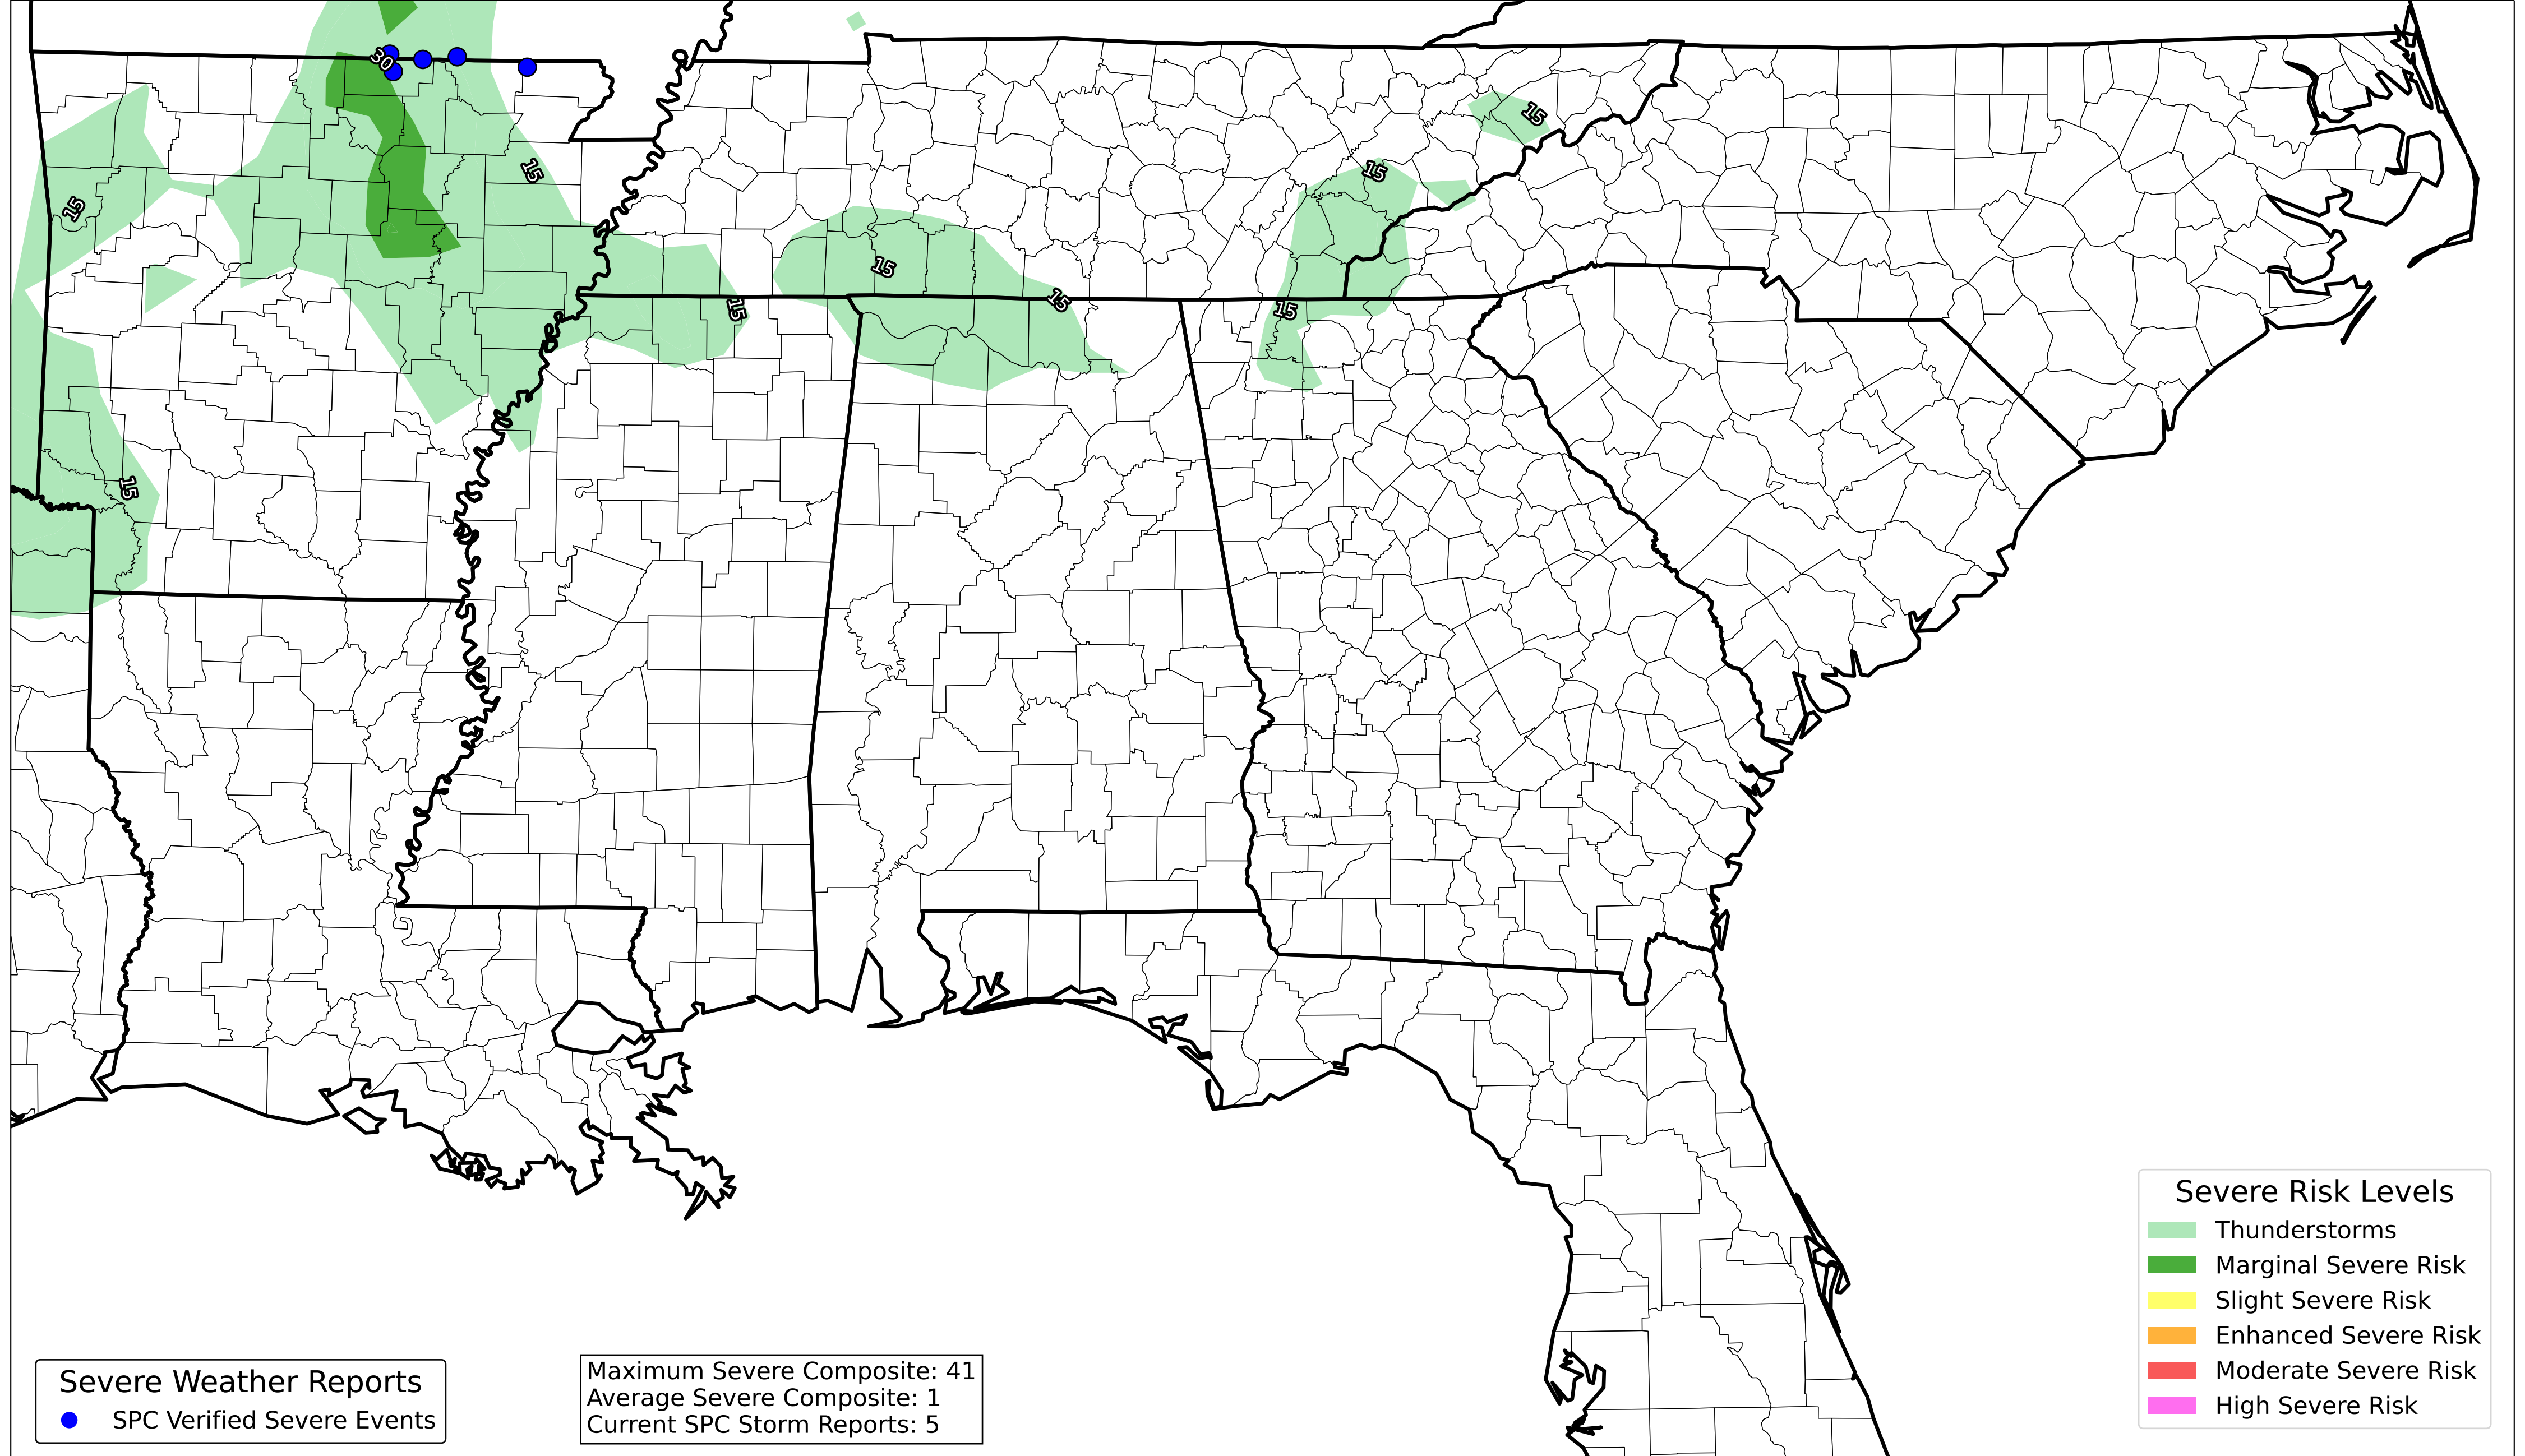 30
15
15
15
15
15
15
15
15
15
Severe Risk Levels
Thunderstorms
Marginal Severe Risk
Slight Severe Risk
Enhanced Severe Risk
Moderate Severe Risk
High Severe Risk
Severe Weather Reports
SPC Verified Severe Events
Maximum Severe Composite: 41
Average Severe Composite: 1
Current SPC Storm Reports: 5